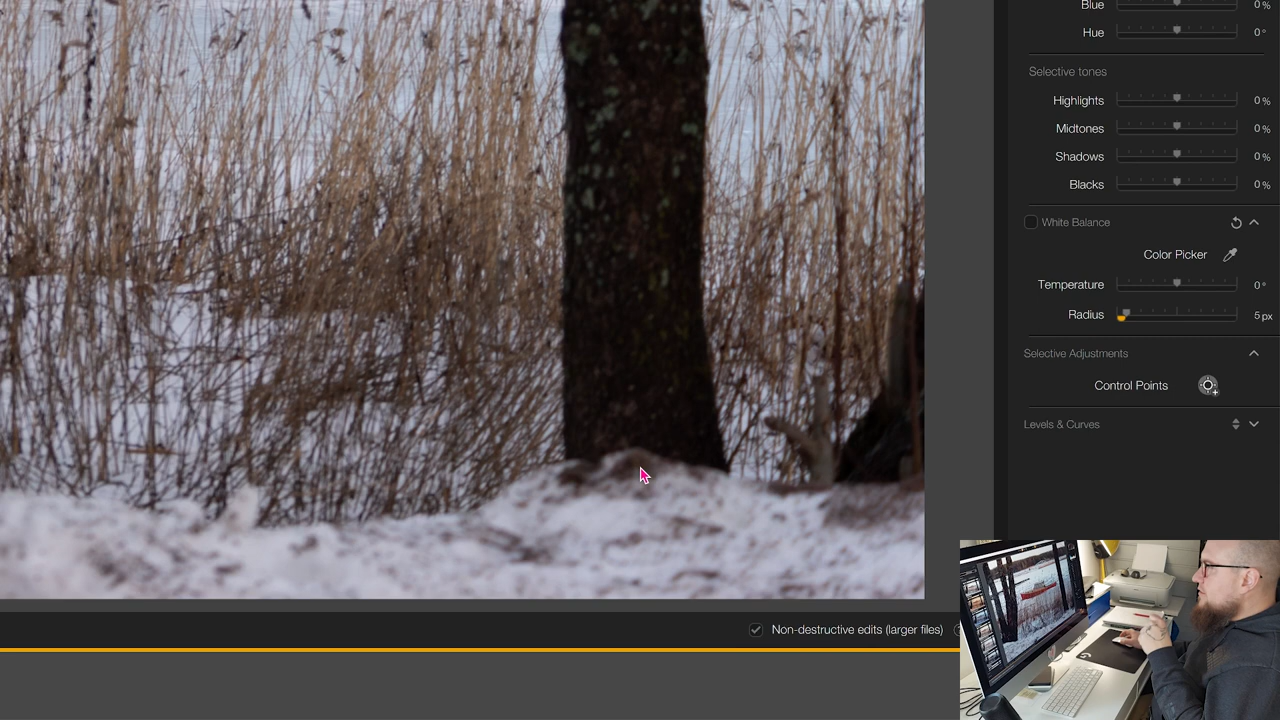 Blue 0 %
Hue 0 °
Selective tones
Highlights 0 %
Midtones 0 %
Shadows 0 %
Blacks 0 %
White Balance
Color Picker
Temperature 0 °
Radius 5 px
Selective Adjustments
Control Points
Levels & Curves
Non-destructive edits (larger files)